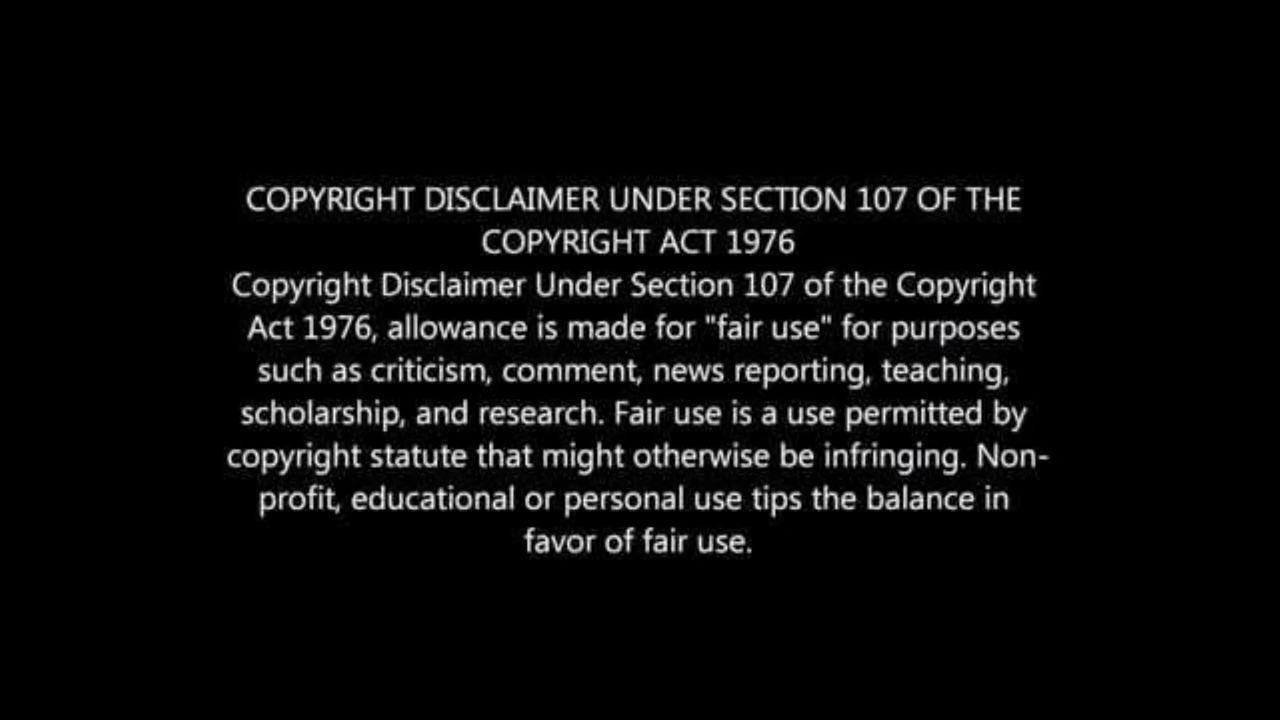 COPYRIGHT DISCLAIMER UNDER SECTION 107 OF THE
COPYRIGHT ACT 1976
Copyright Disclaimer Under Section 107 of the Copyright
Act 1976, allowance is made for "fair use" for purposes
such as criticism, comment, news reporting, teaching,
scholarship, and research. Fair use is a use permitted by
copyright statute that might otherwise be infringing. Non-
profit, educational or personal use tips the balance in
favor of fair use.